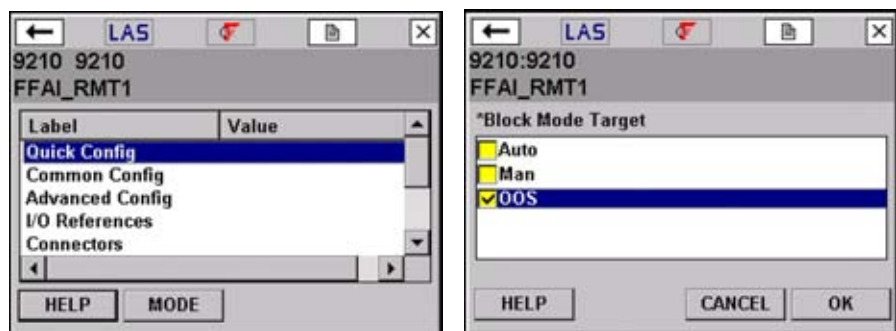 LAS
9210 9210
FFAI_RMT1
Label Value
Quick Config
Common Config
Advanced Config
I/O References
Connectors
HELP MODE
LAS
9210:9210
FFAI_RMT1
*Block Mode Target
Auto
Man
OOS
HELP CANCEL OK